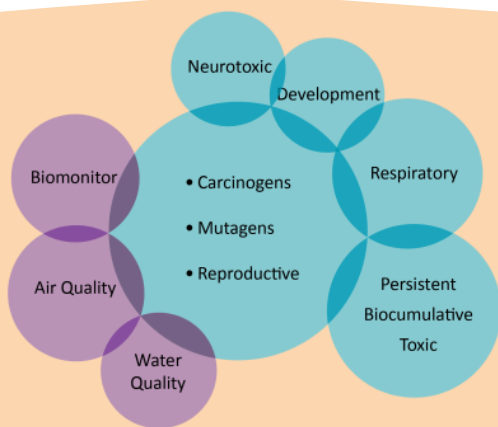 Neurotoxic
Development
Biomonitor
• Carcinogens
Respiratory
• Mutagens
• Reproductive
Air Quality
Persistent
Biocumulative
Toxic
Water
Quality